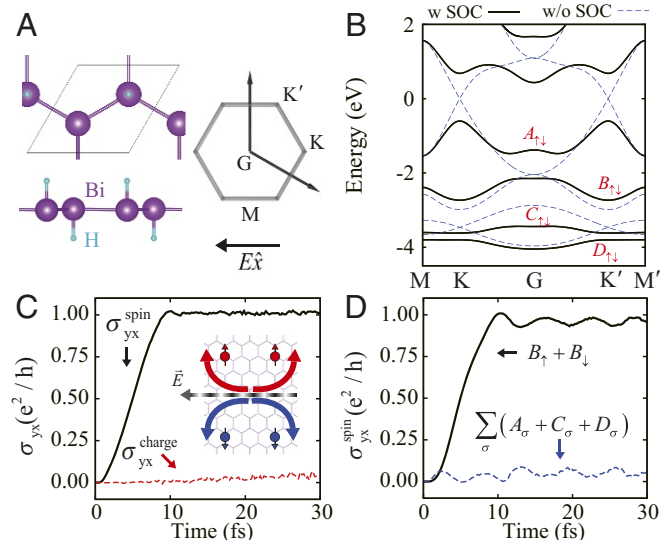 A
K′
K
G
M
Bi
H
Ex̂
B
w SOC
w/o SOC
Energy (eV)
2
0
-2
-4
A↑↓
B↑↓
C↑↓
D↑↓
M K G K′ M′
C
σyx(e² / h)
1.00
0.75
0.50
0.25
0.00
σyx^spin
E⃗
σyx^charge
0 10 20 30
Time (fs)
D
σyx^spin(e² / h)
1.00
0.75
0.50
0.25
0.00
B↑ + B↓
∑σ(Aσ + Cσ + Dσ)
0 10 20 30
Time (fs)